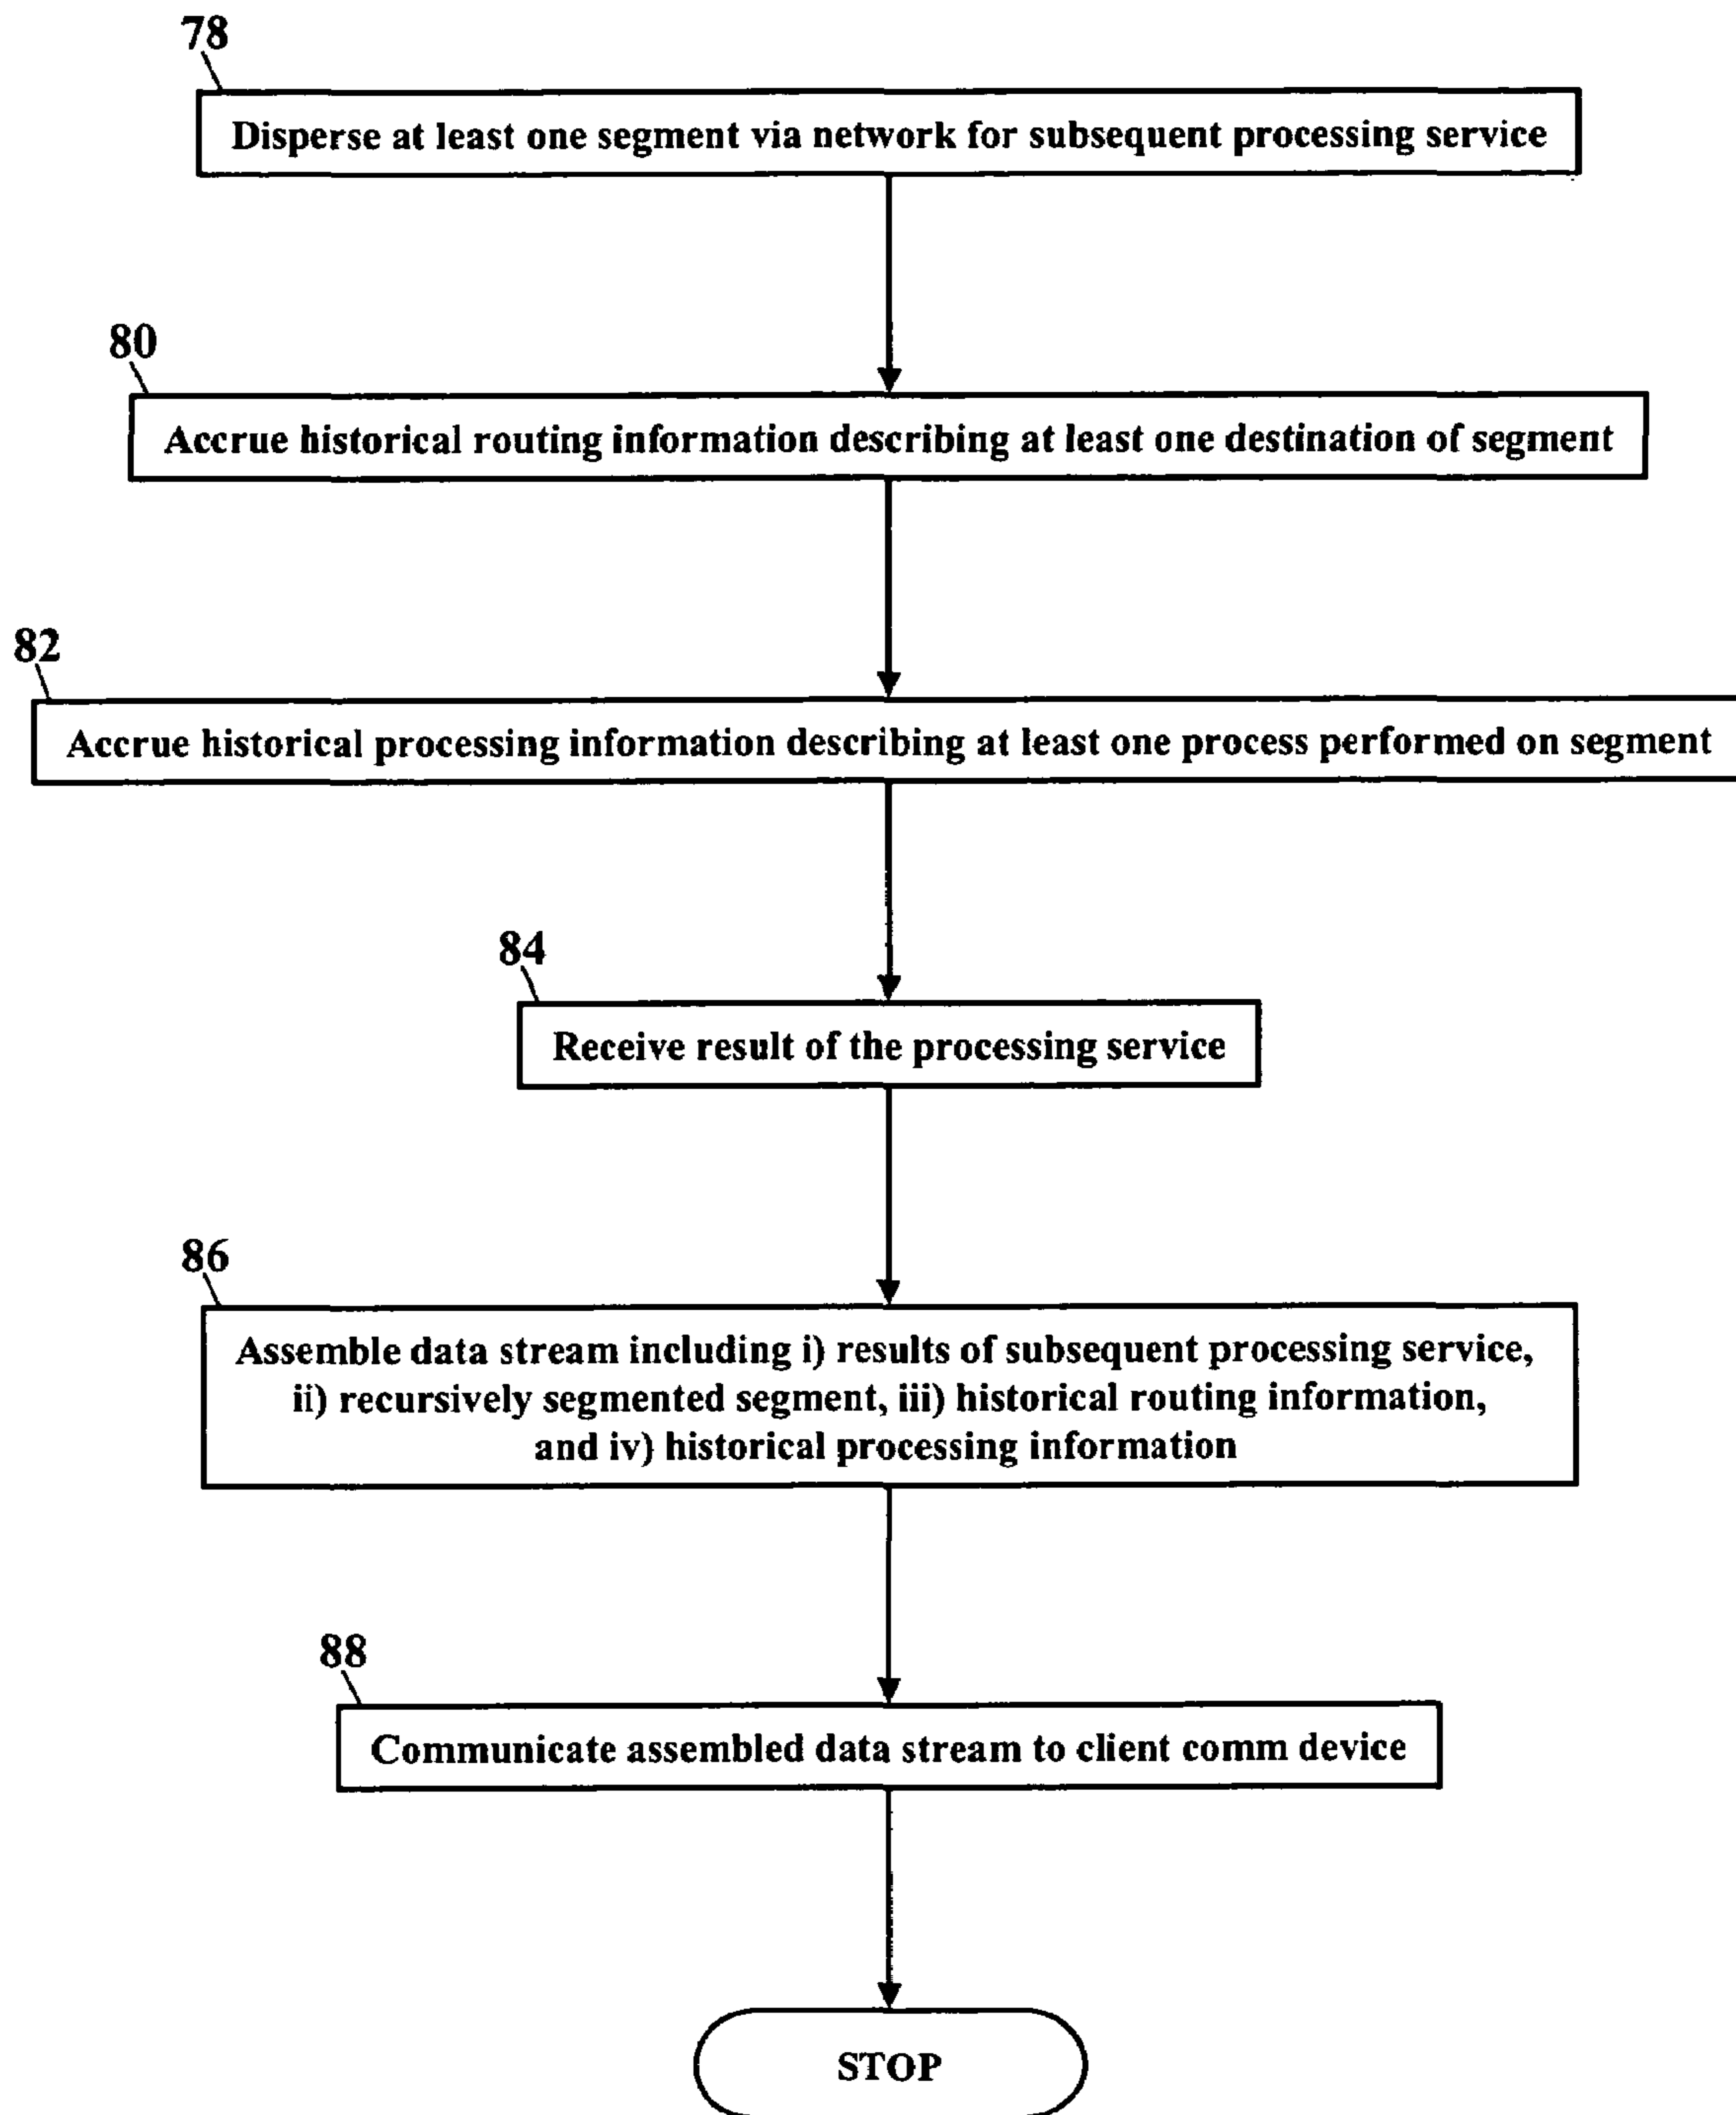 78
Disperse at least one segment via network for subsequent processing service
80
Accrue historical routing information describing at least one destination of segment
82
Accrue historical processing information describing at least one process performed on segment
84
Receive result of the processing service
86
Assemble data stream including i) results of subsequent processing service,
ii) recursively segmented segment, iii) historical routing information,
and iv) historical processing information
88
Communicate assembled data stream to client comm device
STOP